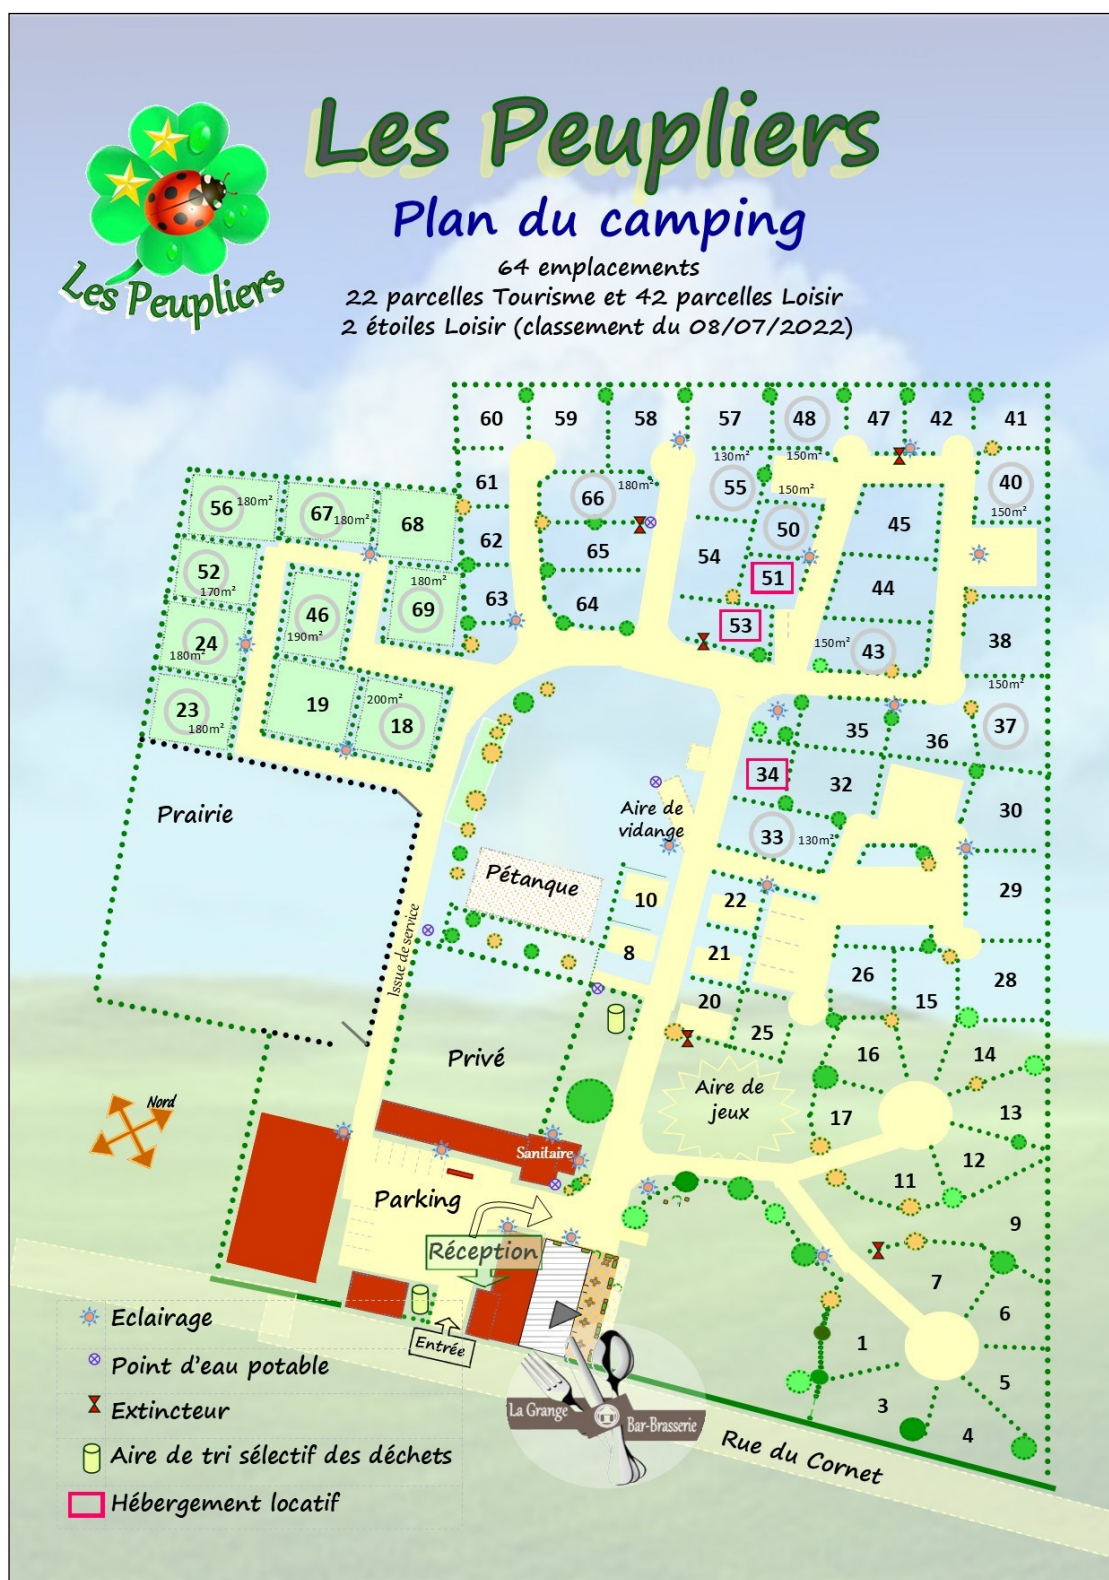 Les Peupliers
Les Peupliers
Plan du camping
64 emplacements
22 parcelles Tourisme et 42 parcelles Loisir
2 étoiles Loisir (classement du 08/07/2022)
60 59 58 57 48 47 42 41
130m² 150m²
61 66 180m² 55 150m² 40
150m²
56 180m² 67 180m² 68
62 65 54 50 45
52 170m² 46 190m² 180m² 69
63 64 51 44
53 150m² 43 38
24 180m²
23 180m² 19 200m² 18
150m²
35 36 37
34 32 30
Prairie
Aire de
vidange
33 130m²
Pétanque
10 22 29
8 21
Issue de service
26 15 28
20 25
Privé
16 14
Aire de
jeux
17 13
Nord
Sanitaire
12
11
Parking
9
Réception
7
6
1
5
3
4
Entrée
La Grange
Bar-Brasserie
Rue du Cornet
Eclairage
Point d'eau potable
Extincteur
Aire de tri sélectif des déchets
Hébergement locatif